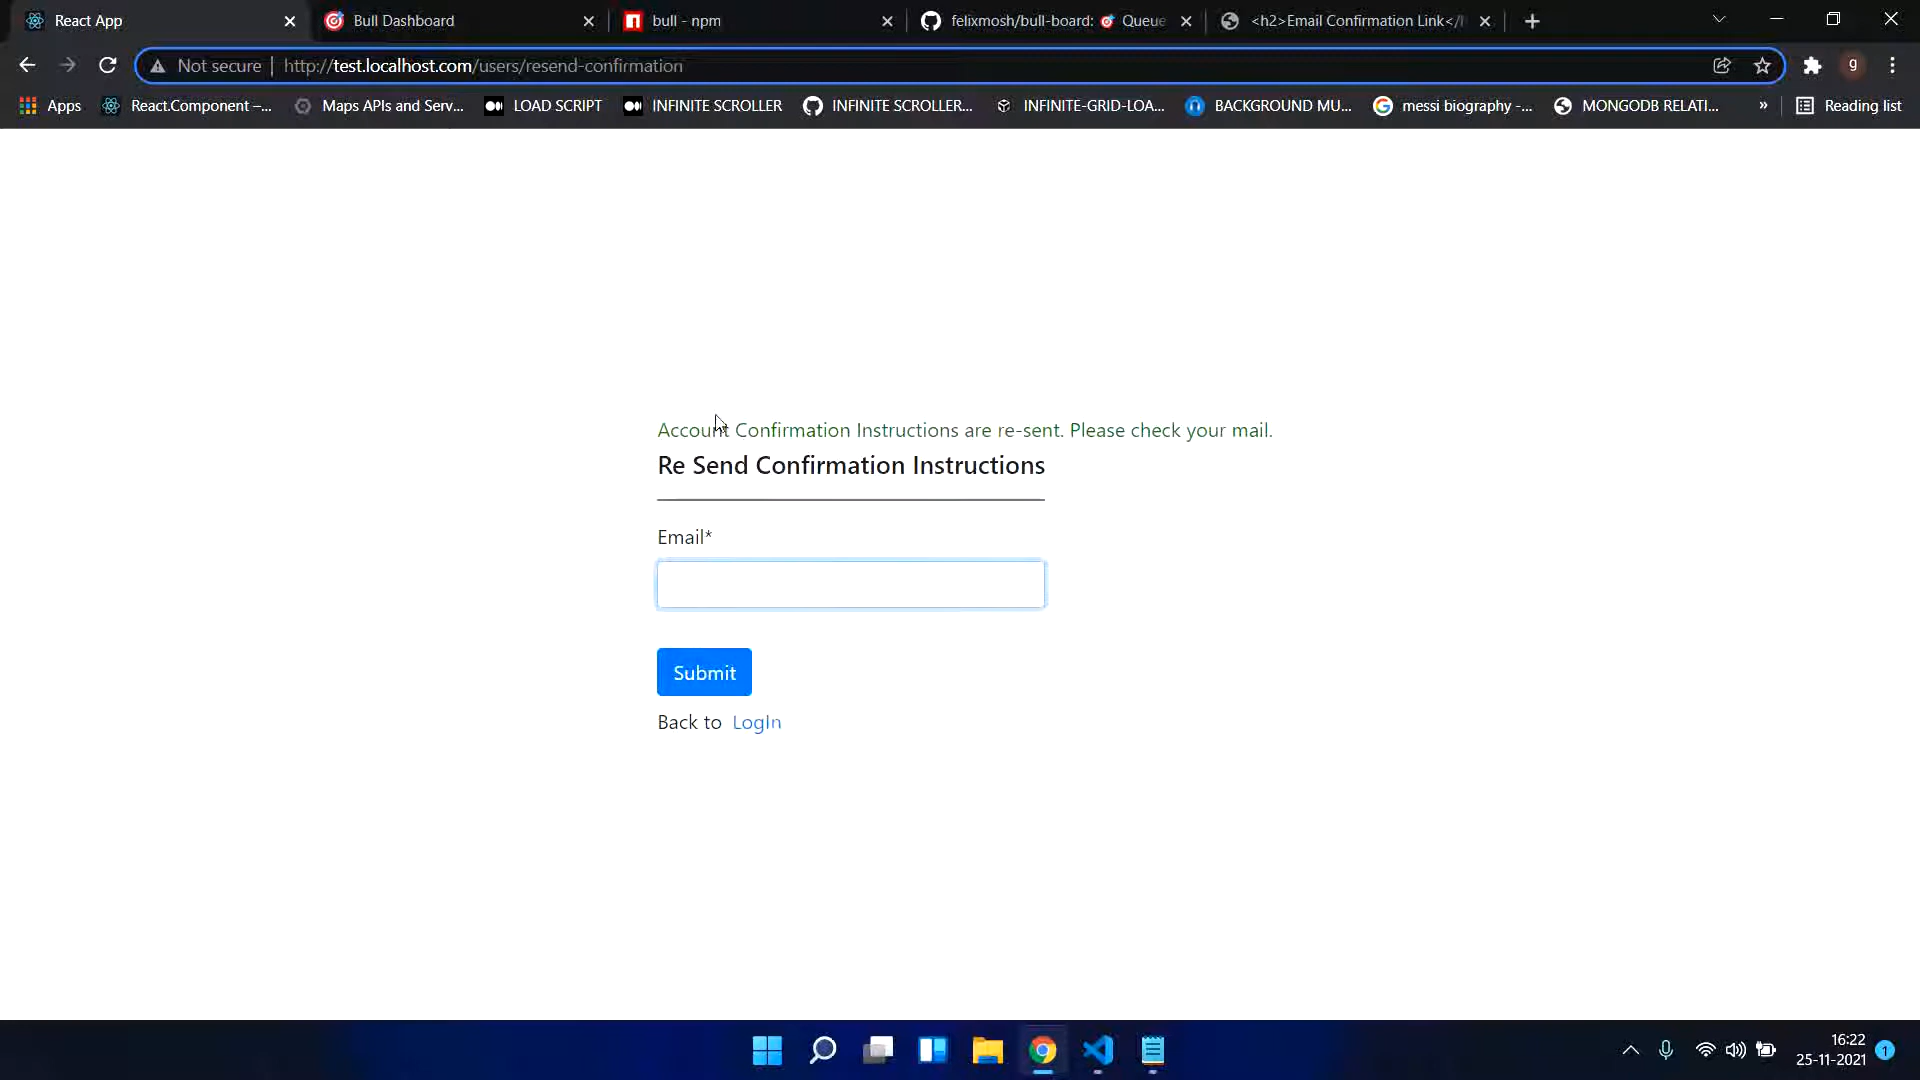 React App
Bull Dashboard
bull - npm
felixmosh/bull-board: Queue
<h2>Email Confirmation Link</
Not secure | http://test.localhost.com/users/resend-confirmation
g
Apps
React.Component –...
Maps APIs and Serv...
LOAD SCRIPT
INFINITE SCROLLER
INFINITE SCROLLER...
INFINITE-GRID-LOA...
BACKGROUND MU...
messi biography -...
MONGODB RELATI...
»
Reading list
Account Confirmation Instructions are re-sent. Please check your mail.
Re Send Confirmation Instructions
Email*
Submit
Back to LogIn
16:22
25-11-2021
1